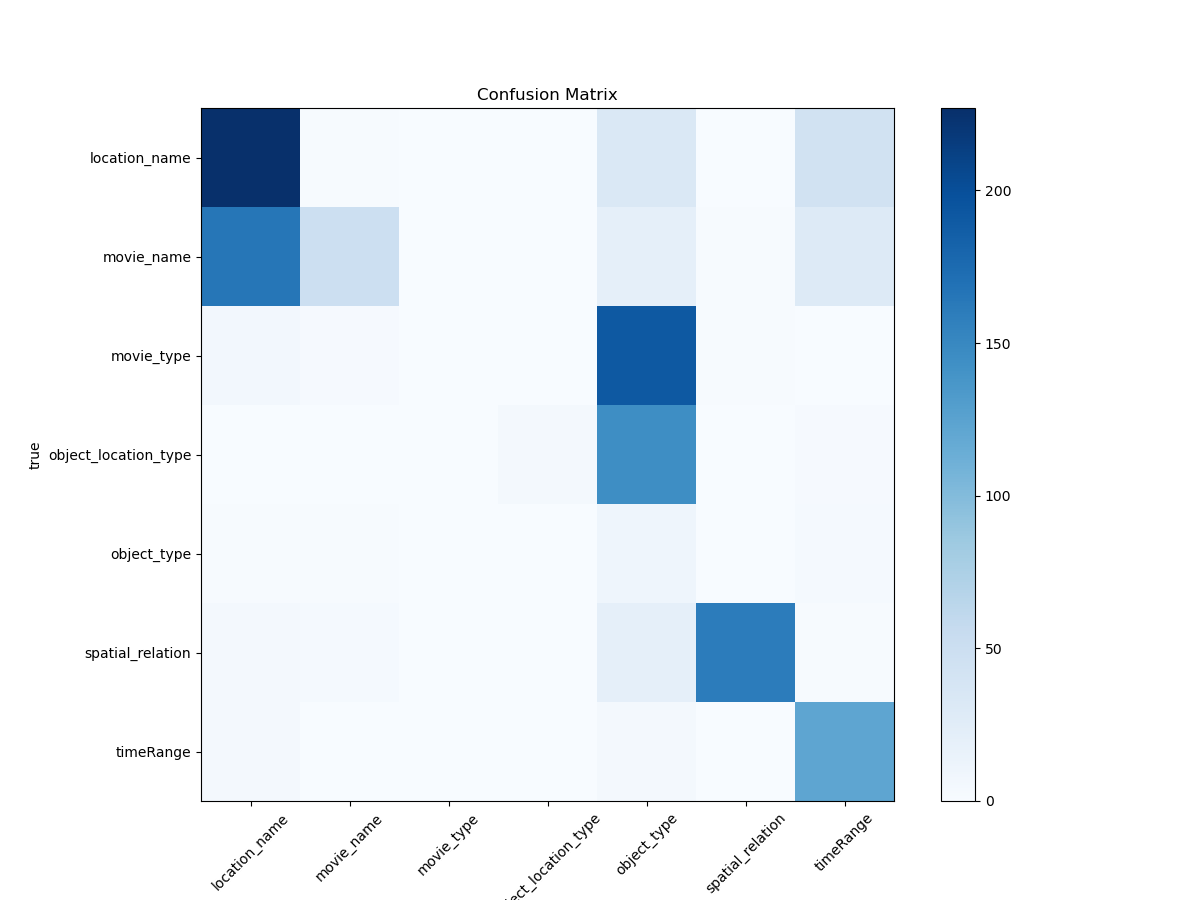 Confusion Matrix
location_name
movie_name
movie_type
object_location_type
object_type
spatial_relation
timeRange
true
200
150
100
50
0
location_name
movie_name
movie_type
ect_location_type
object_type
spatial_relation
timeRange